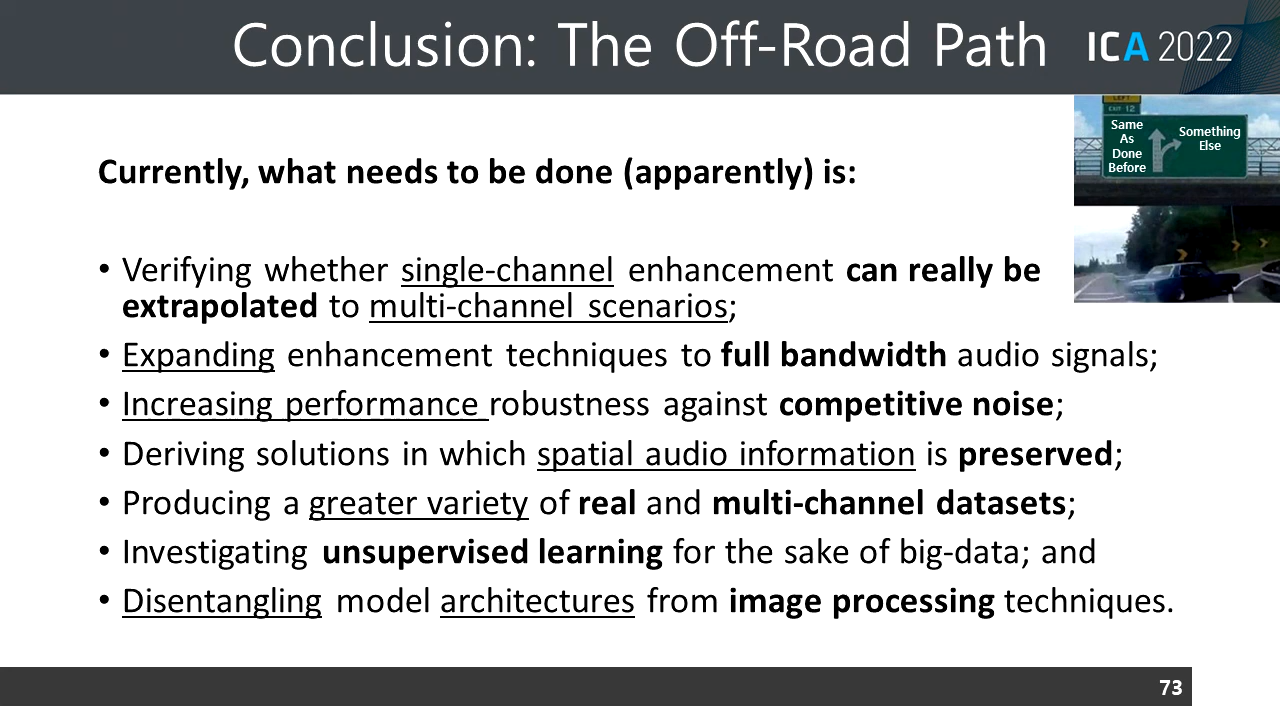 Conclusion: The Off-Road Path
ICA 2022
LEFT
EXIT 12
Same
As
Done
Before
Something
Else
Currently, what needs to be done (apparently) is:
• Verifying whether single-channel enhancement can really be
extrapolated to multi-channel scenarios;
• Expanding enhancement techniques to full bandwidth audio signals;
• Increasing performance robustness against competitive noise;
• Deriving solutions in which spatial audio information is preserved;
• Producing a greater variety of real and multi-channel datasets;
• Investigating unsupervised learning for the sake of big-data; and
• Disentangling model architectures from image processing techniques.
73